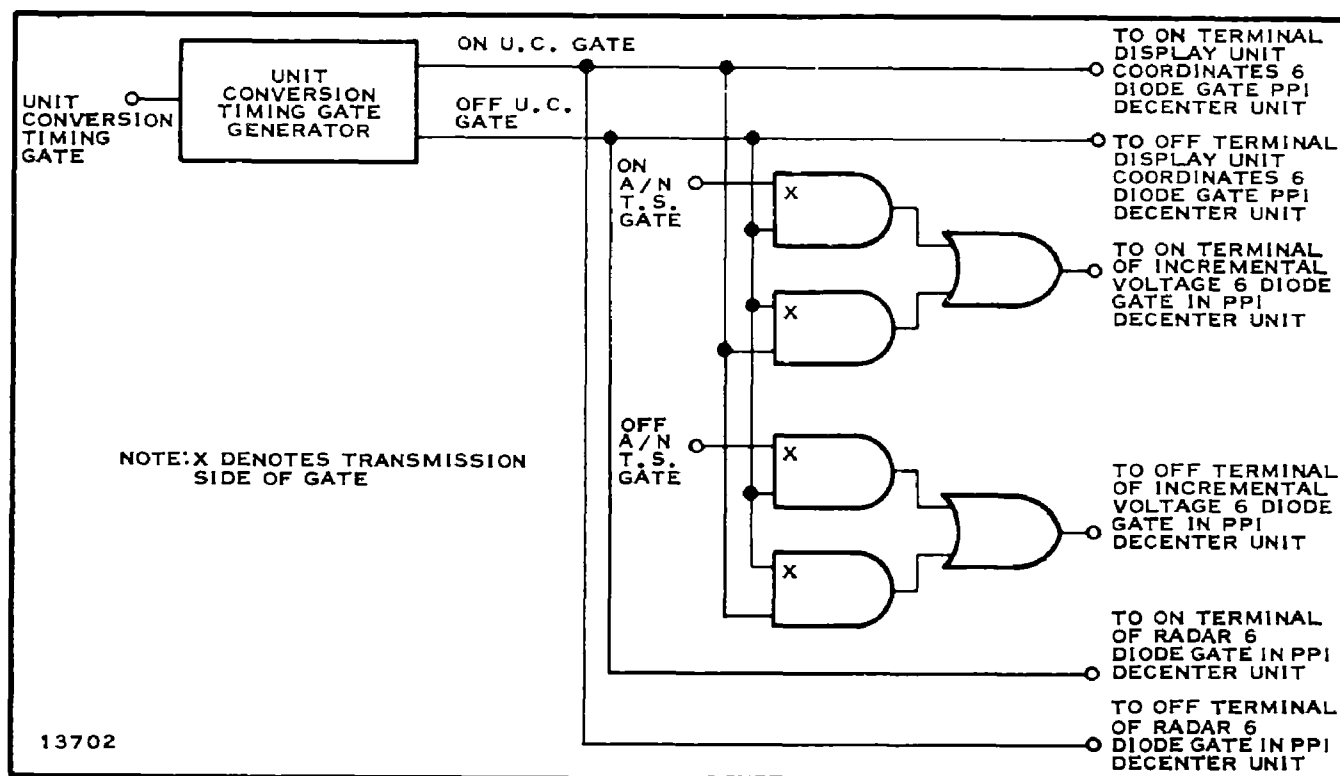 ON U.C. GATE
UNIT
CONVERSION
TIMING GATE
GENERATOR
UNIT
CONVERSION
TIMING
GATE
OFF U.C.
GATE
TO ON TERMINAL
DISPLAY UNIT
COORDINATES 6
DIODE GATE PPI
DECENTER UNIT
TO OFF TERMINAL
DISPLAY UNIT
COORDINATES 6
DIODE GATE PPI
DECENTER UNIT
ON
A/N
T.S.
GATE
X
X
TO ON TERMINAL
OF INCREMENTAL
VOLTAGE 6 DIODE
GATE IN PPI
DECENTER UNIT
OFF
A/N
T.S.
GATE
X
X
NOTE: X DENOTES TRANSMISSION
SIDE OF GATE
TO OFF TERMINAL
OF INCREMENTAL
VOLTAGE 6 DIODE
GATE IN PPI
DECENTER UNIT
TO ON TERMINAL
OF RADAR 6
DIODE GATE IN PPI
DECENTER UNIT
TO OFF TERMINAL
OF RADAR 6
DIODE GATE IN PPI
DECENTER UNIT
13702